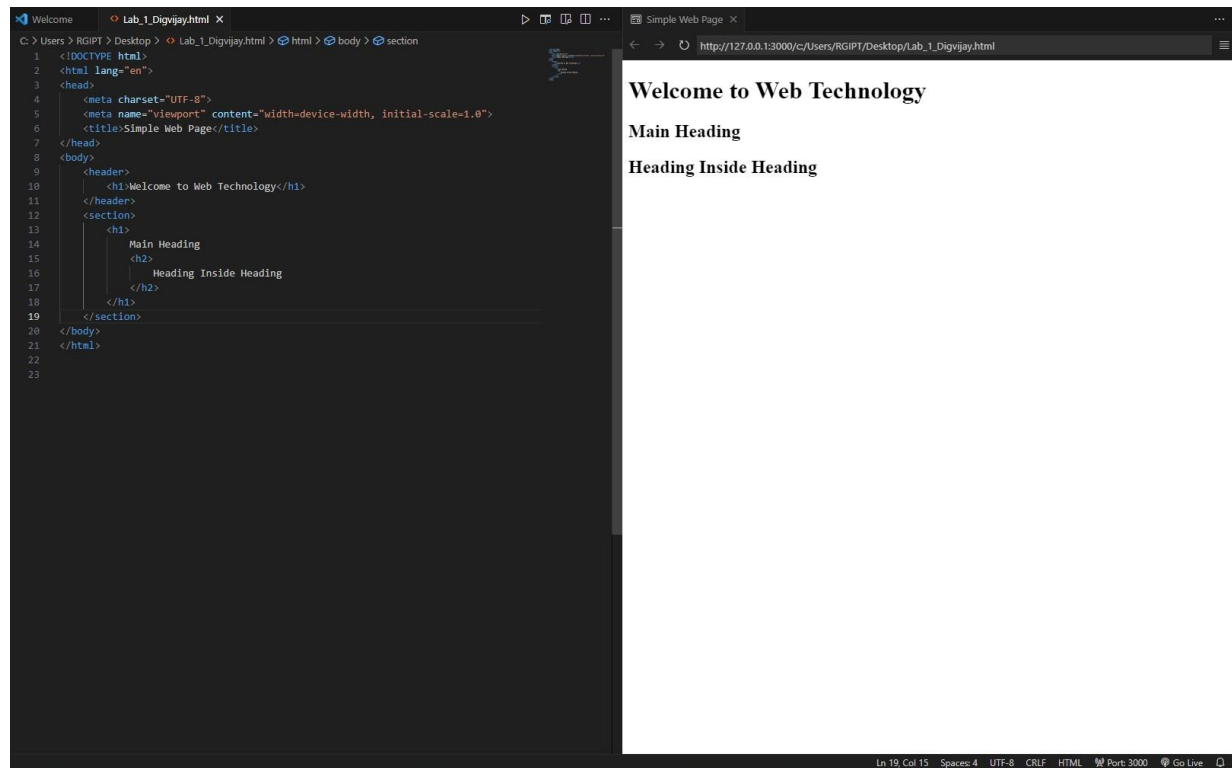 Welcome
Lab_1_Digvijay.html
C: > Users > RGIPT > Desktop > Lab_1_Digvijay.html > html > body > section
1 <!DOCTYPE html>
2 <html lang="en">
3 <head>
4     <meta charset="UTF-8">
5     <meta name="viewport" content="width=device-width, initial-scale=1.0">
6     <title>Simple Web Page</title>
7 </head>
8 <body>
9     <header>
10         <h1>Welcome to Web Technology</h1>
11     </header>
12     <section>
13         <h1>
14             Main Heading
15             <h2>
16                 Heading Inside Heading
17             </h2>
18         </h1>
19     </section>
20 </body>
21 </html>
22
23
Simple Web Page
http://127.0.0.1:3000/c:/Users/RGIPT/Desktop/Lab_1_Digvijay.html
Welcome to Web Technology
Main Heading
Heading Inside Heading
Ln 19, Col 15 Spaces: 4 UTF-8 CRLF HTML Port: 3000 Go Live